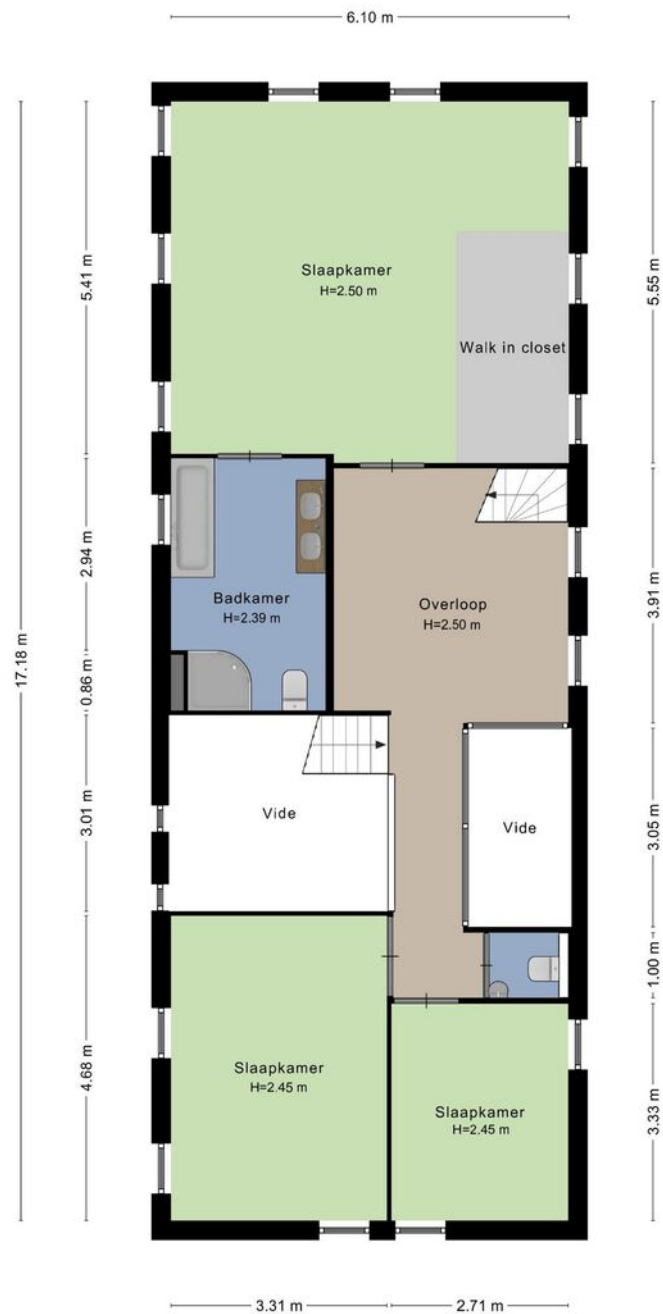 6.10 m
Slaapkamer
H=2.50 m
Walk in closet
5.41 m
5.55 m
17.18 m
Badkamer
H=2.39 m
Overloop
H=2.50 m
2.94 m
3.91 m
0.86 m
Vide
Vide
3.01 m
3.05 m
1.00 m
Slaapkamer
H=2.45 m
Slaapkamer
H=2.45 m
4.68 m
3.33 m
3.31 m
2.71 m